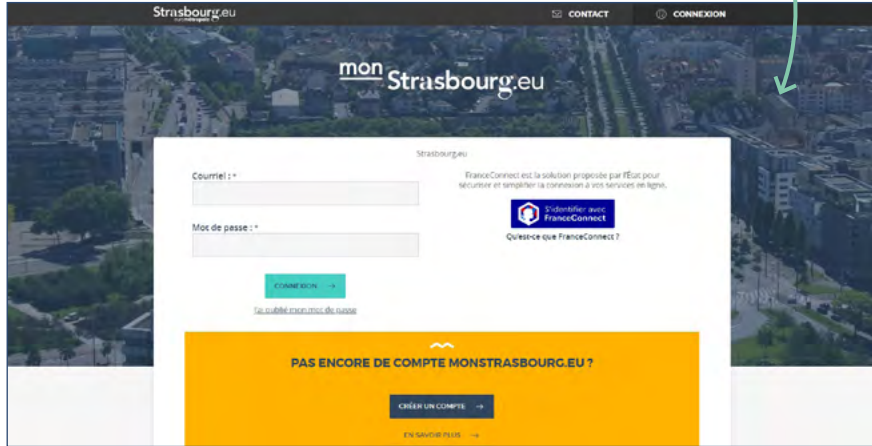 Strasbourg.eu
eurométropole
CONTACT
CONNEXION
mon Strasbourg.eu
Strasbourg.eu
Courriel : *
FranceConnect est la solution proposée par l'État pour
sécuriser et simplifier la connexion à vos services en ligne.
S'identifier avec
FranceConnect
Mot de passe : *
Qu'est-ce que FranceConnect ?
CONNEXION →
J'ai oublié mon mot de passe
PAS ENCORE DE COMPTE MONSTRASBOURG.EU ?
CRÉER UN COMPTE →
EN SAVOIR PLUS →